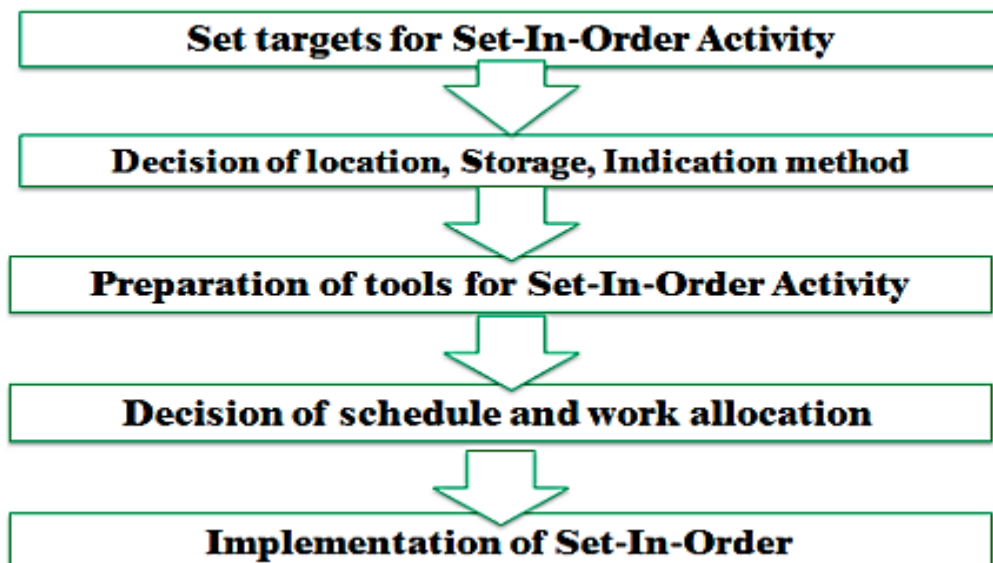 Set targets for Set-In-Order Activity
Decision of location, Storage, Indication method
Preparation of tools for Set-In-Order Activity
Decision of schedule and work allocation
Implementation of Set-In-Order